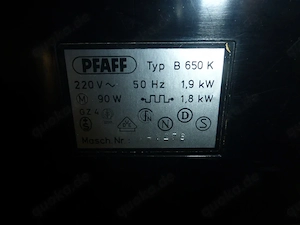 PFAFF Typ B 650 K
220 V~ 50 Hz 1,9 kW
M 90 W 1,8 kW
N D S
Masch Nr